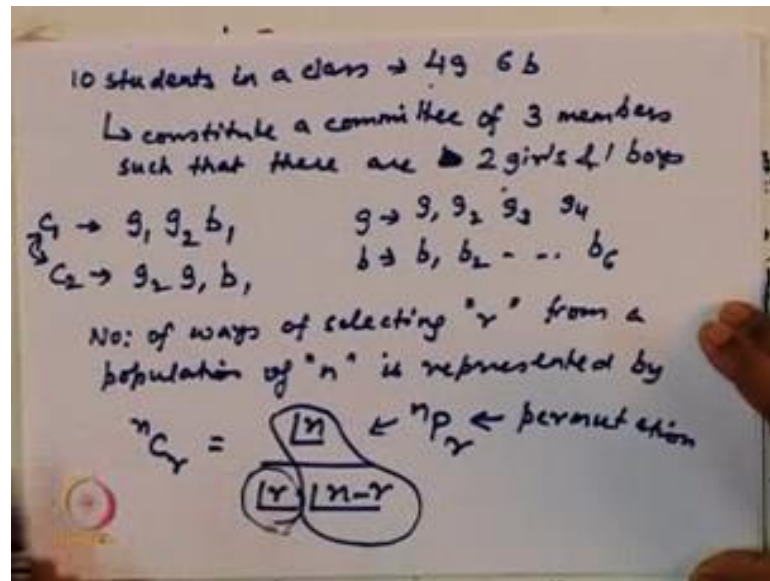 10 students in a class → 4g 6b
↳ constitute a committee of 3 members
such that there are 2 girls & 1 boys
C₁ → g₁ g₂ b₁
g → g₁ g₂ g₃ g₄
C₂ → g₂ g₁ b₁
b → b₁ b₂ - - .. b₆
No: of ways of selecting "r" from a
population of "n" is represented by
ⁿCᵣ = |n / |r |n-r ← ⁿPᵣ ← permutation